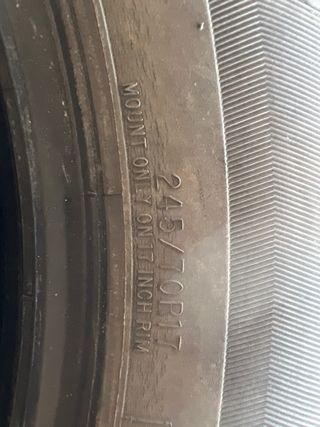 245/70R17
MOUNT ONLY ON 17 INCH RIM